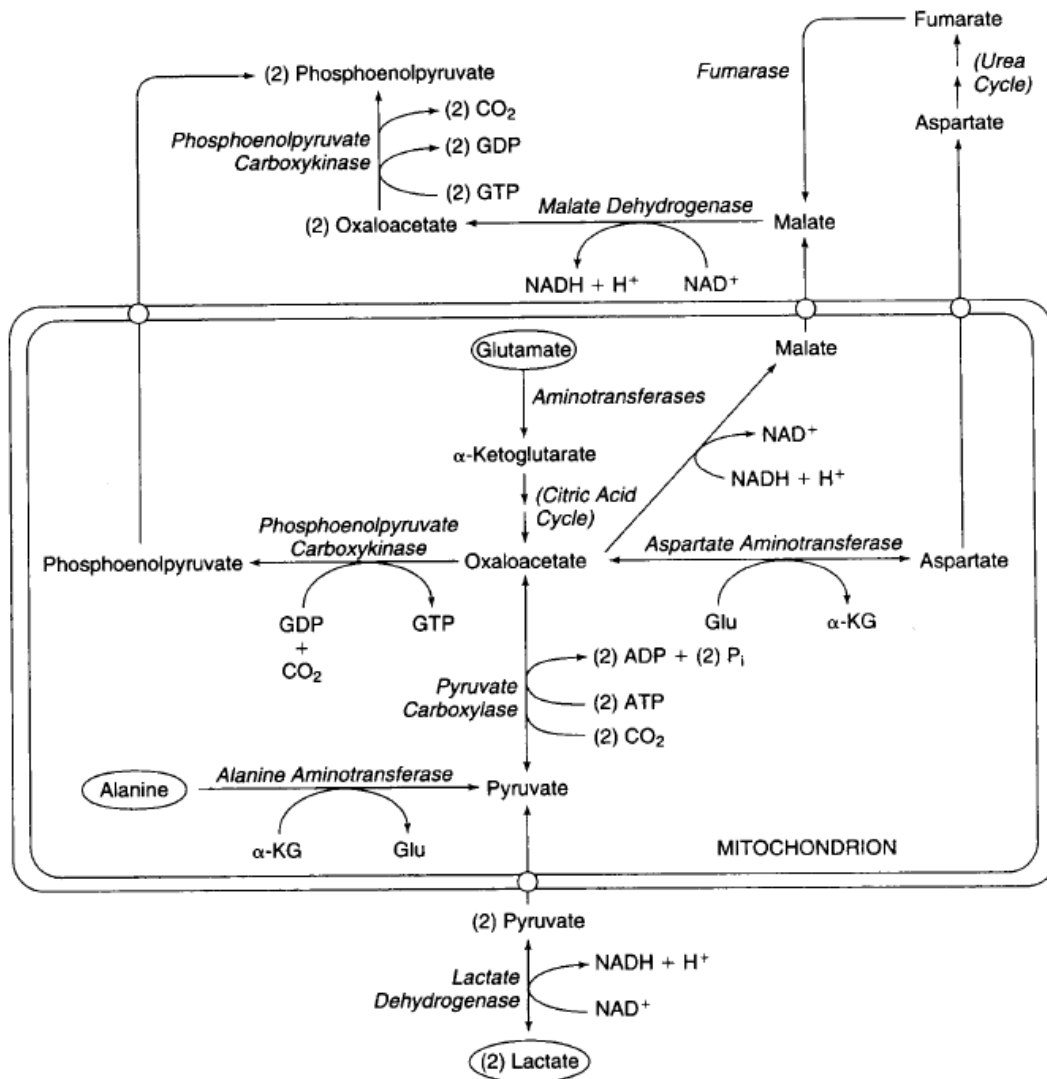 Fumarate
(2) Phosphoenolpyruvate
Fumarase
(Urea
Cycle)
(2) CO₂
Phosphoenolpyruvate
Carboxykinase
(2) GDP
Aspartate
(2) GTP
(2) Oxaloacetate
Malate Dehydrogenase
Malate
NADH + H⁺
NAD⁺
Glutamate
Malate
Aminotransferases
α-Ketoglutarate
NAD⁺
NADH + H⁺
(Citric Acid
Cycle)
Phosphoenolpyruvate
Carboxykinase
Phosphoenolpyruvate
Oxaloacetate
Aspartate Aminotransferase
Aspartate
GDP
+
CO₂
GTP
Glu
α-KG
(2) ADP + (2) Pᵢ
Pyruvate
Carboxylase
(2) ATP
(2) CO₂
Alanine
Alanine Aminotransferase
Pyruvate
α-KG
Glu
MITOCHONDRION
(2) Pyruvate
NADH + H⁺
Lactate
Dehydrogenase
NAD⁺
(2) Lactate